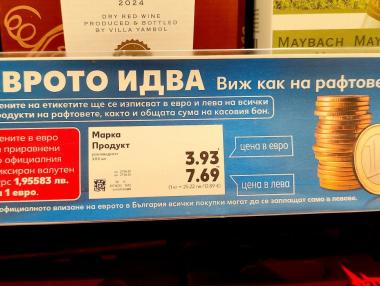 2024
DRY RED WINE
PRODUCED & BOTTLED
BY VILLA YAMBOL
MAYBACH
MAYB
ЕВРОТО ИДВА Виж как на рафтове
цените на етикетите ще се изписват в евро и лева на всички
продукти на рафтовете, както и общата сума на касовия бон.
цените в евро
приравнени
официалния
фиксиран валутен
курс 1,95583 лв.
за 1 евро.
Марка
Продукт
3.93
7.69
цена в евро
цена в лева
официалното влизане на еврото в България всички покупки могат да се заплащат само в левове.